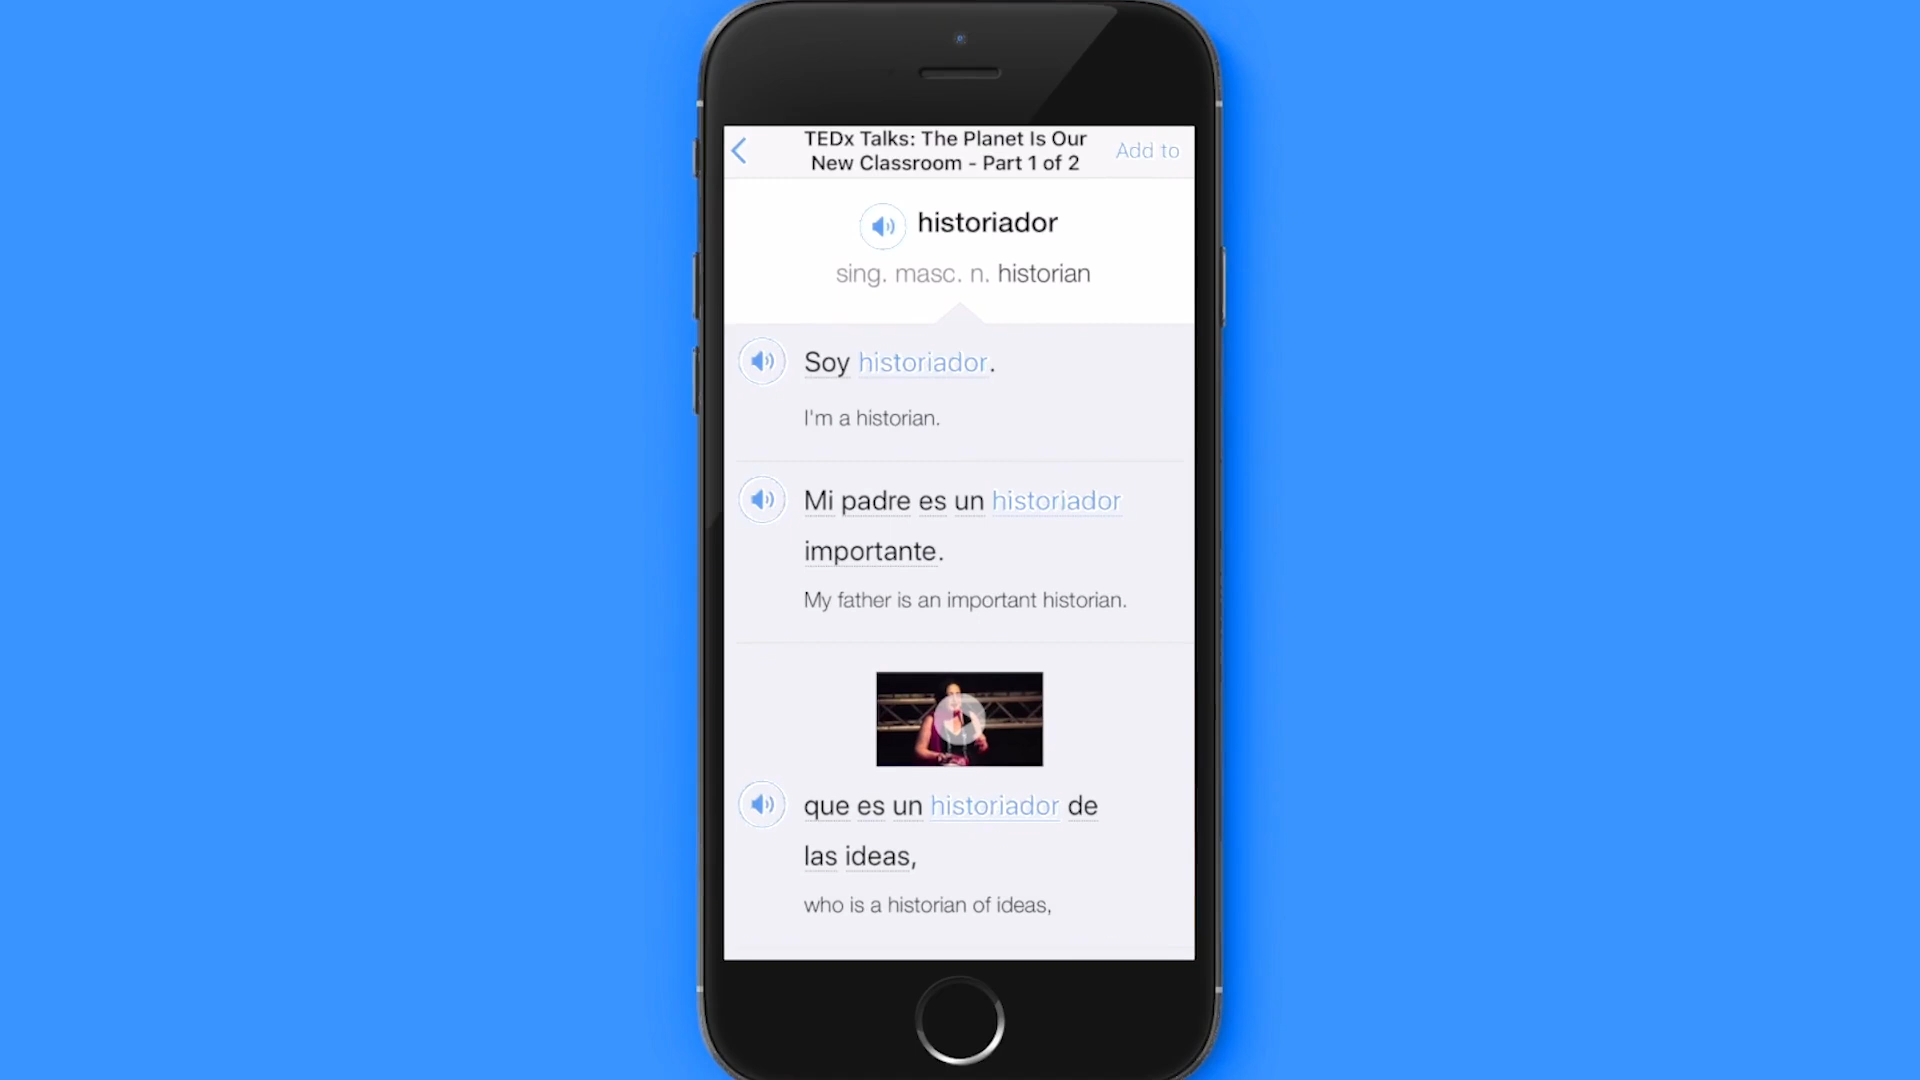 TEDx Talks: The Planet Is Our
New Classroom - Part 1 of 2
Add to
historiador
sing. masc. n. historian
Soy historiador.
I'm a historian.
Mi padre es un historiador
importante.
My father is an important historian.
que es un historiador de
las ideas,
who is a historian of ideas,